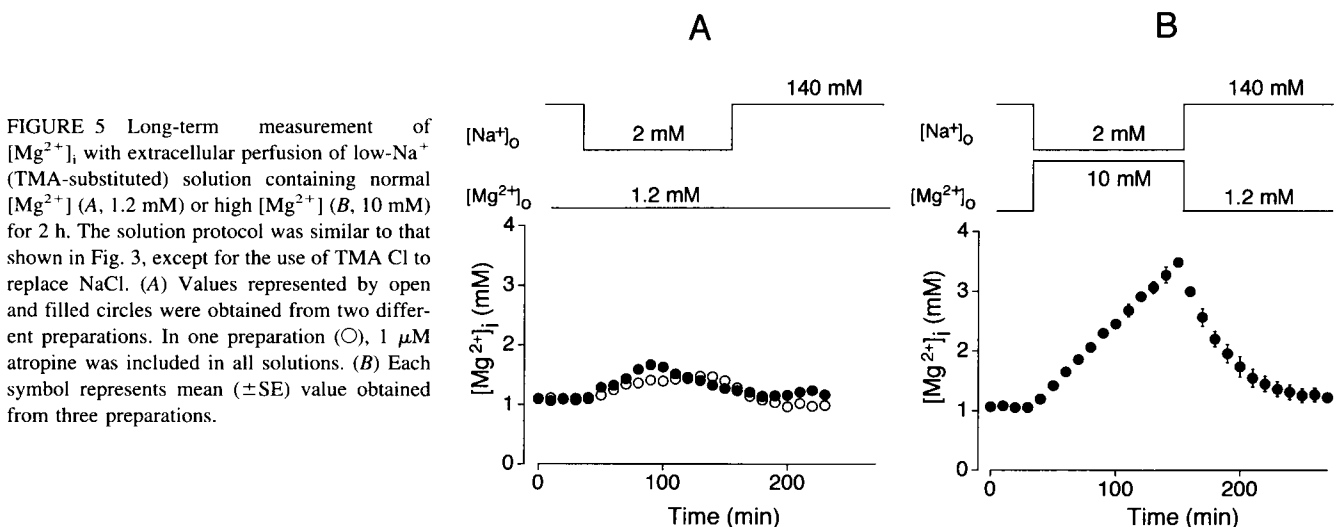 FIGURE 5 Long-term measurement of
[Mg²⁺]ᵢ with extracellular perfusion of low-Na⁺
(TMA-substituted) solution containing normal
[Mg²⁺] (A, 1.2 mM) or high [Mg²⁺] (B, 10 mM)
for 2 h. The solution protocol was similar to that
shown in Fig. 3, except for the use of TMA Cl to
replace NaCl. (A) Values represented by open
and filled circles were obtained from two differ-
ent preparations. In one preparation (○), 1 μM
atropine was included in all solutions. (B) Each
symbol represents mean (±SE) value obtained
from three preparations.
A
140 mM
[Na⁺]o
2 mM
[Mg²⁺]o
1.2 mM
[Mg²⁺]ᵢ (mM)
4
3
2
1
0
0 100 200
Time (min)
B
140 mM
[Na⁺]o
2 mM
10 mM
[Mg²⁺]o
1.2 mM
[Mg²⁺]ᵢ (mM)
4
3
2
1
0
0 100 200
Time (min)